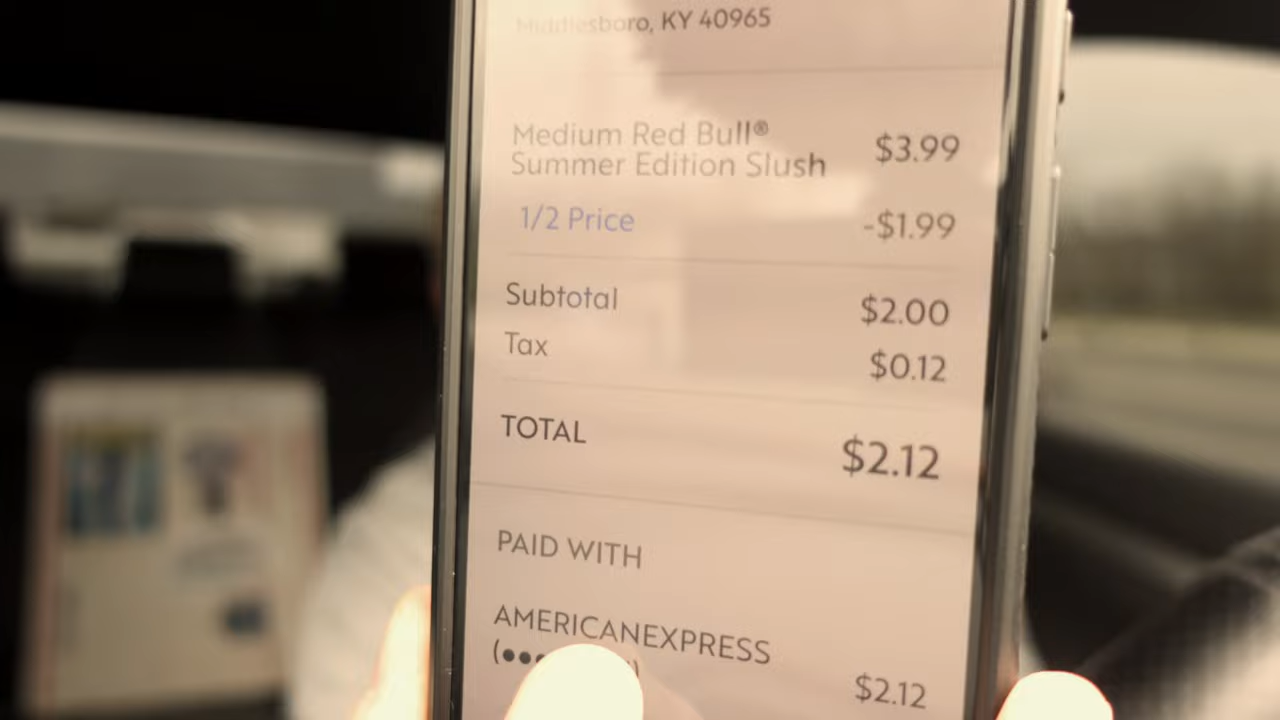 Middlesboro, KY 40965
Medium Red Bull® $3.99
Summer Edition Slush
1/2 Price -$1.99
Subtotal $2.00
Tax $0.12
TOTAL $2.12
PAID WITH
AMERICANEXPRESS
(●●● $2.12